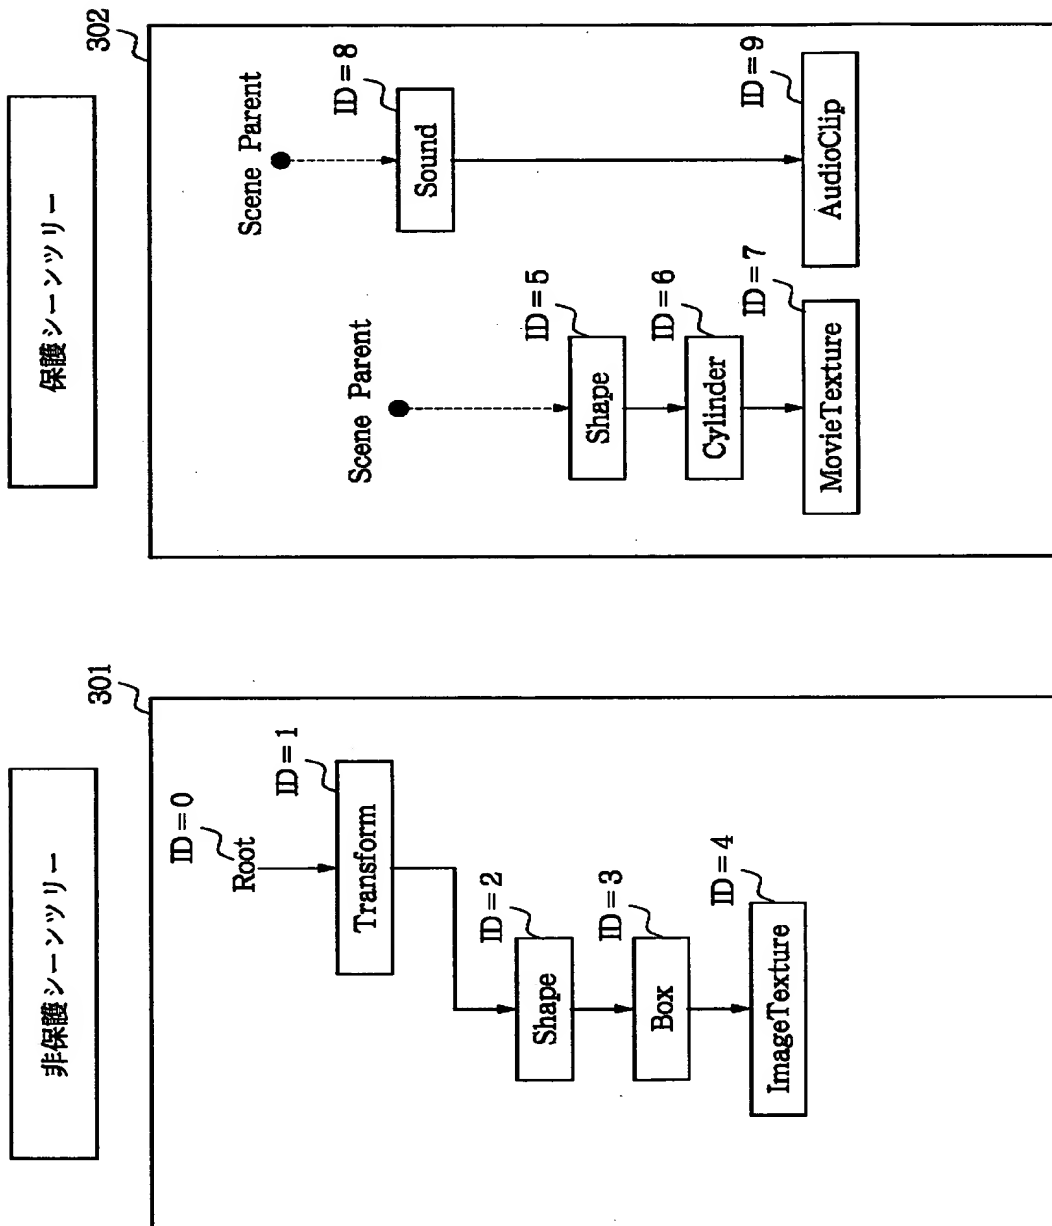 非保護シーンツリー
301
ID=0
Root
ID=1
Transform
ID=2
Shape
ID=3
Box
ID=4
ImageTexture
保護シーンツリー
302
Scene Parent
ID=8
Sound
Scene Parent
ID=5
Shape
ID=6
Cylinder
ID=7
MovieTexture
ID=9
AudioClip